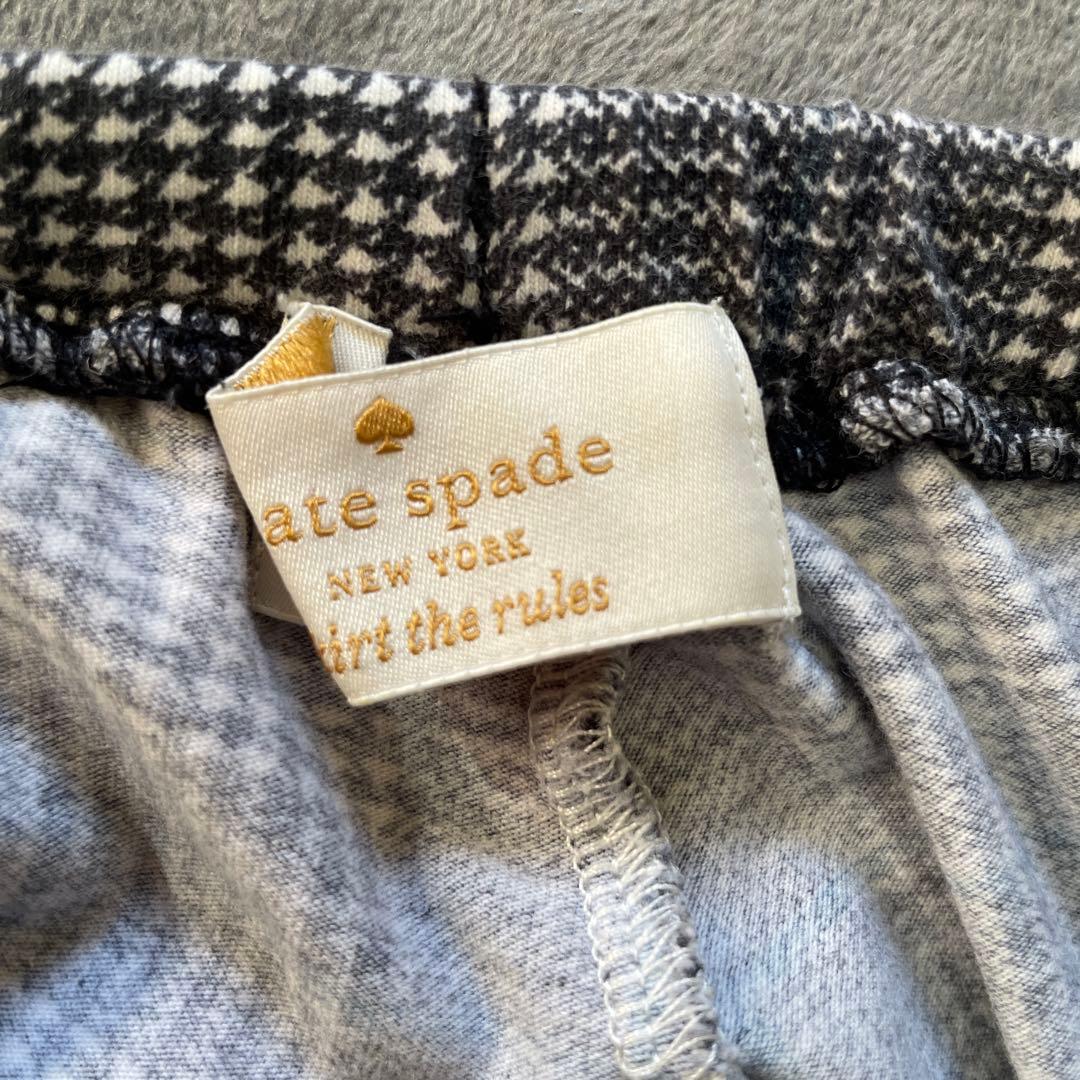 ate spade
NEW YORK
irt the rules